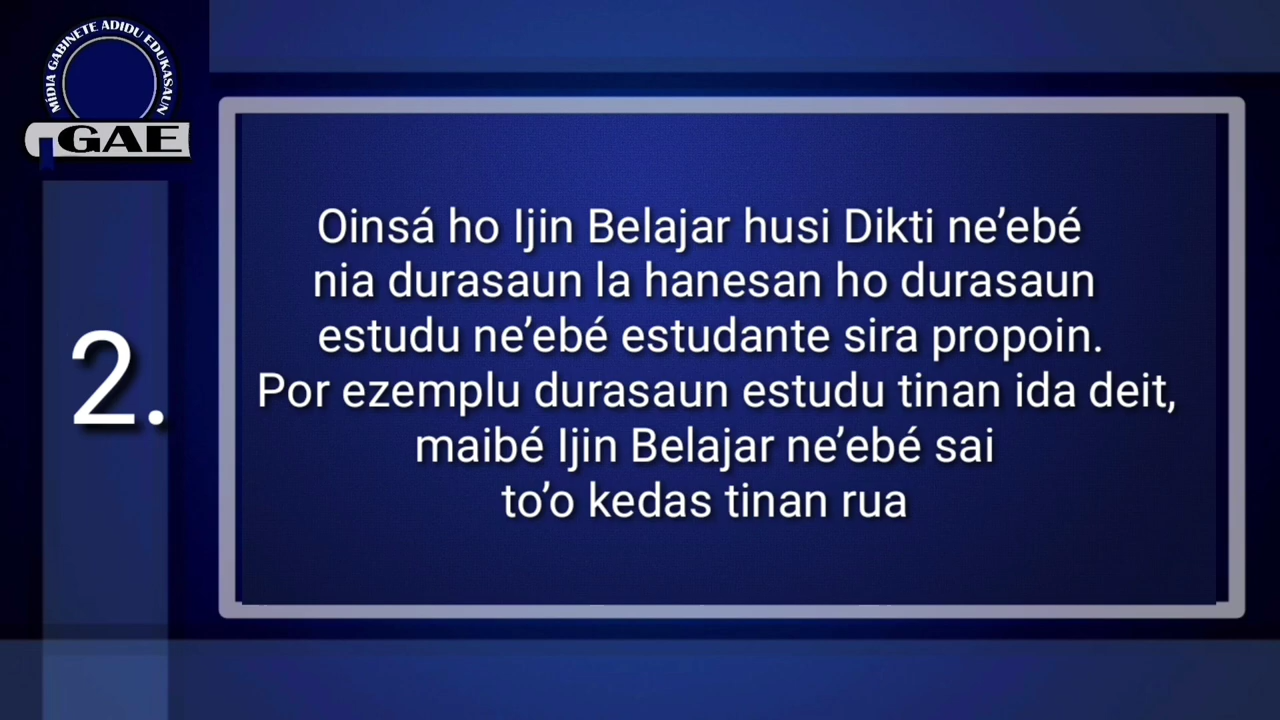 MÍDIA GABINETE ADIDU EDUKASAUN
GAE
2.
Oinsá ho Ijin Belajar husi Dikti ne’ebé
nia durasaun la hanesan ho durasaun
estudu ne’ebé estudante sira propoin.
Por ezemplu durasaun estudu tinan ida deit,
maibé Ijin Belajar ne’ebé sai
to’o kedas tinan rua